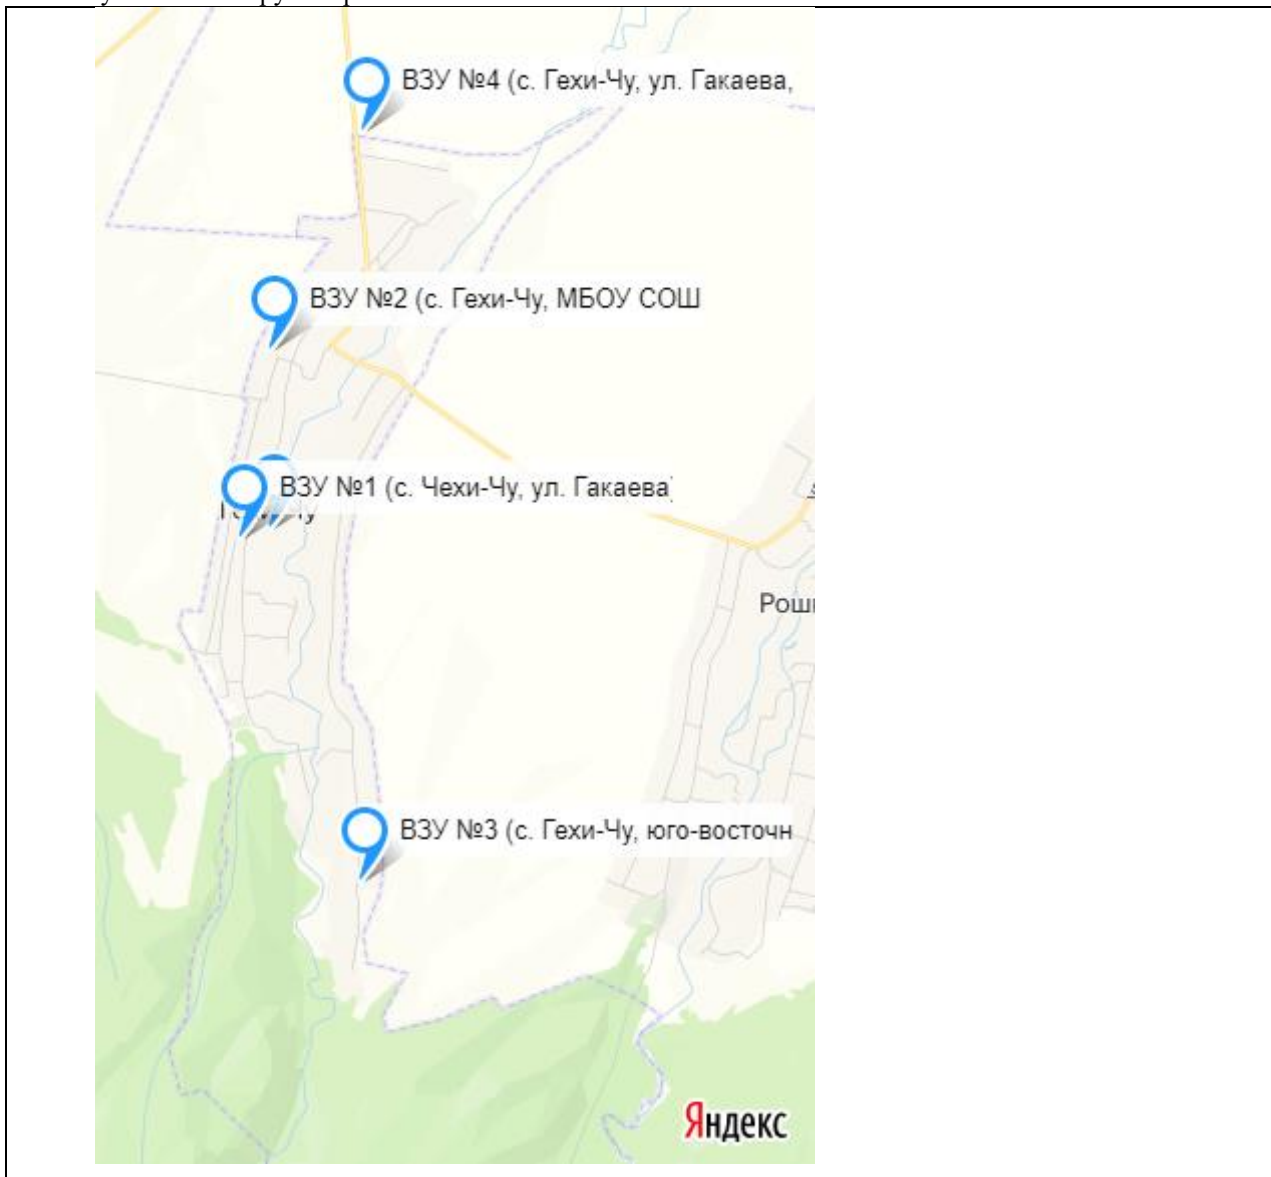 ВЗУ №4 (с. Гехи-Чу, ул. Гакаева,
ВЗУ №2 (с. Гехи-Чу, МБОУ СОШ
ВЗУ №1 (с. Чехи-Чу, ул. Гакаева)
Рош
ВЗУ №3 (с. Гехи-Чу, юго-восточн
Яндекс